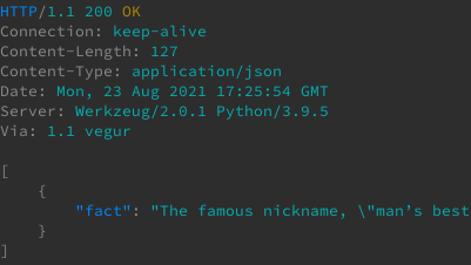 HTTP/1.1 200 OK
Connection: keep-alive
Content-Length: 127
Content-Type: application/json
Date: Mon, 23 Aug 2021 17:25:54 GMT
Server: Werkzeug/2.0.1 Python/3.9.5
Via: 1.1 vegur
[
{
"fact": "The famous nickname, \"man’s best
}
]